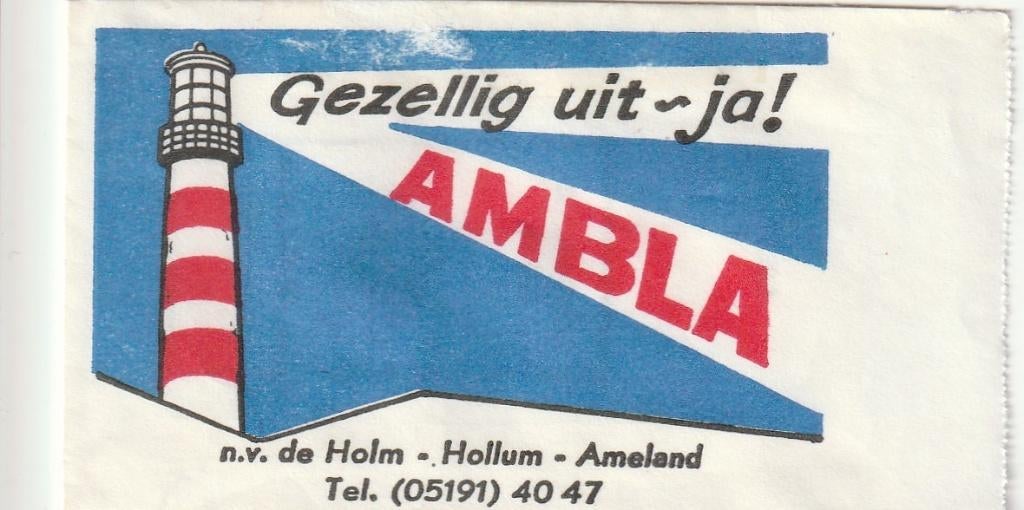 Gezellig uit ~ ja!
AMBLA
n.v. de Holm - Hollum - Ameland
Tel. (05191) 40 47